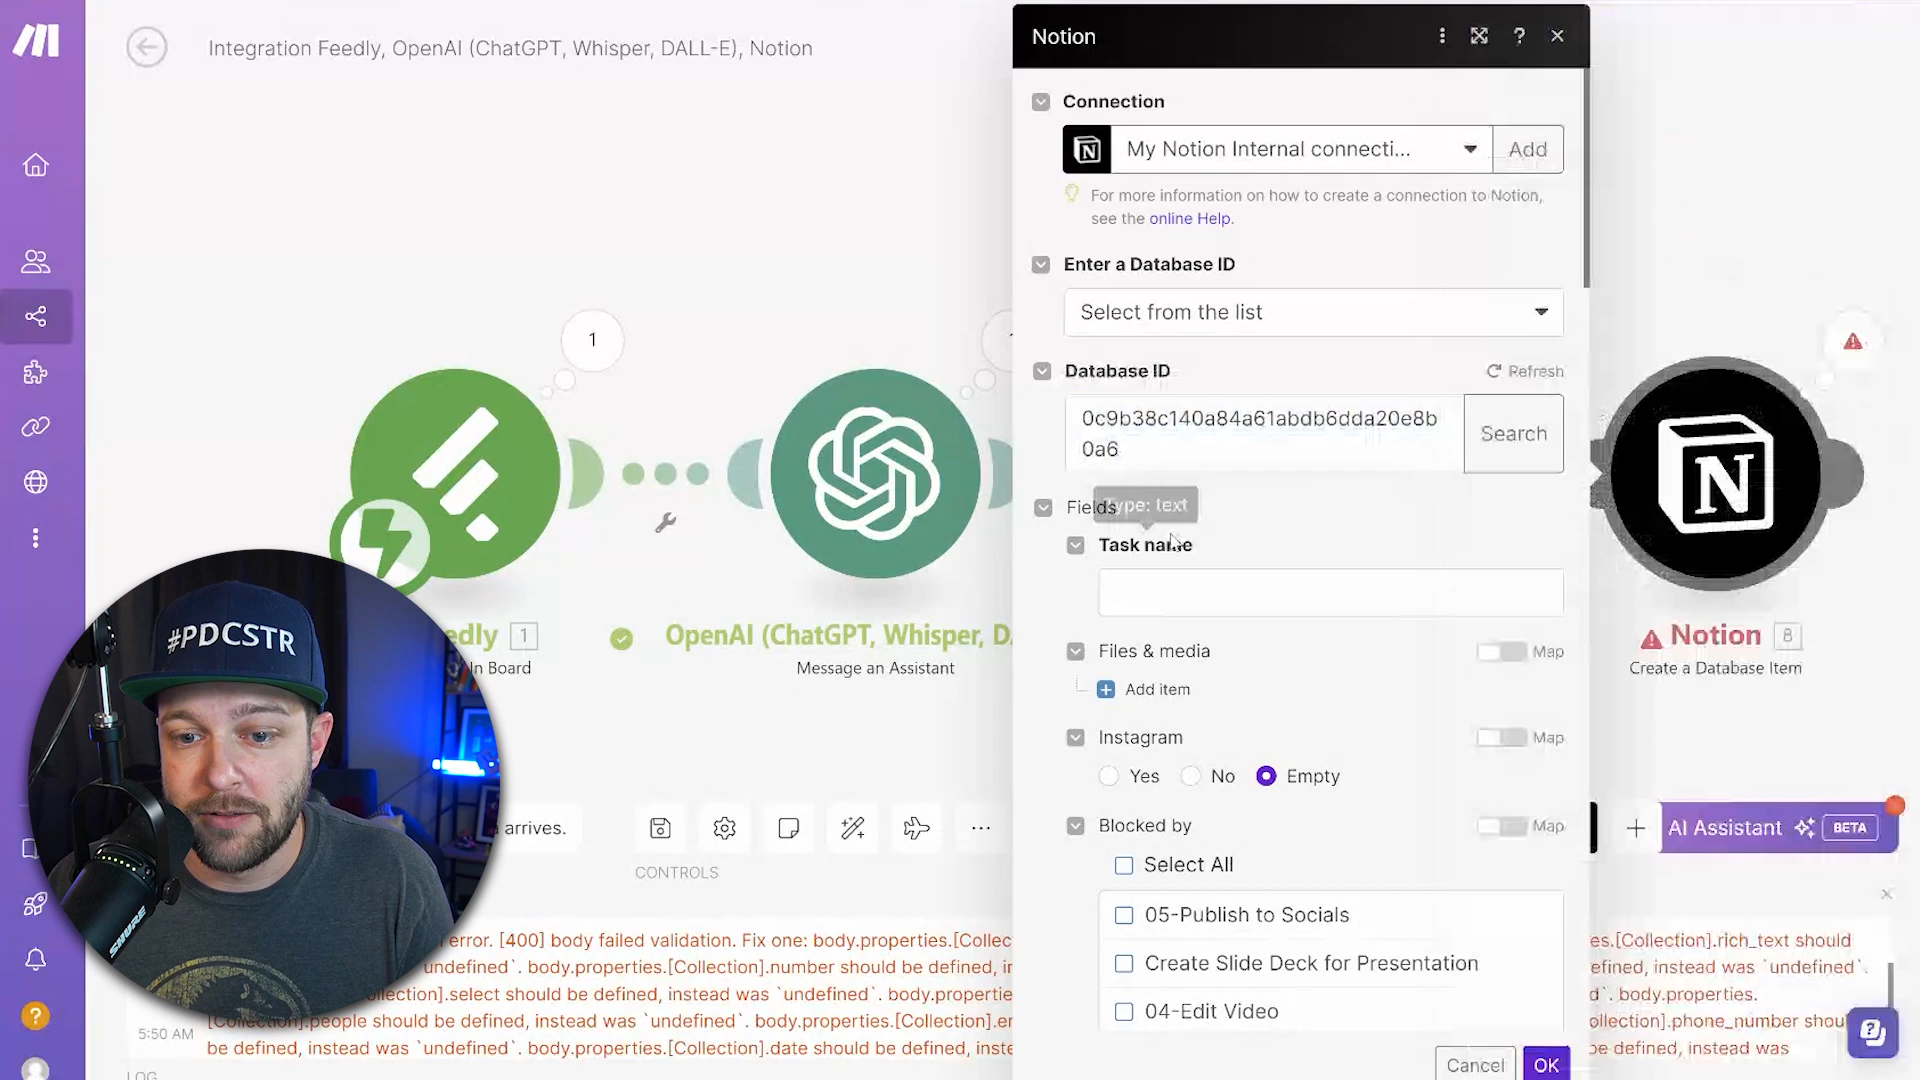 Integration Feedly, OpenAI (ChatGPT, Whisper, DALL-E), Notion
Notion
Connection
My Notion Internal connecti...
Add
For more information on how to create a connection to Notion,
see the online Help.
Enter a Database ID
Select from the list
Database ID
Refresh
0c9b38c140a84a61abdb6dda20e8b
0a6
Search
Fields
Type: text
Task name
Files & media
Map
Add item
Instagram
Map
Yes
No
Empty
Blocked by
Map
Select All
05-Publish to Socials
Create Slide Deck for Presentation
04-Edit Video
Cancel
OK
1
edly 1
In Board
OpenAI (ChatGPT, Whisper, D
Message an Assistant
Notion 8
Create a Database Item
#PDCSTR
SHURE
arrives.
CONTROLS
AI Assistant
BETA
error. [400] body failed validation. Fix one: body.properties.[Collec
`undefined`. body.properties.[Collection].number should be defined, in
llection].select should be defined, instead was `undefined`. body.propertie
5:50 AM
[Collection].people should be defined, instead was `undefined`. body.properties.[Collection].e
be defined, instead was `undefined`. body.properties.[Collection].date should be defined, inste
LOG
es.[Collection].rich_text should
efined, instead was `undefined`.
d`. body.properties.
ollection].phone_number shou
be defined, instead was